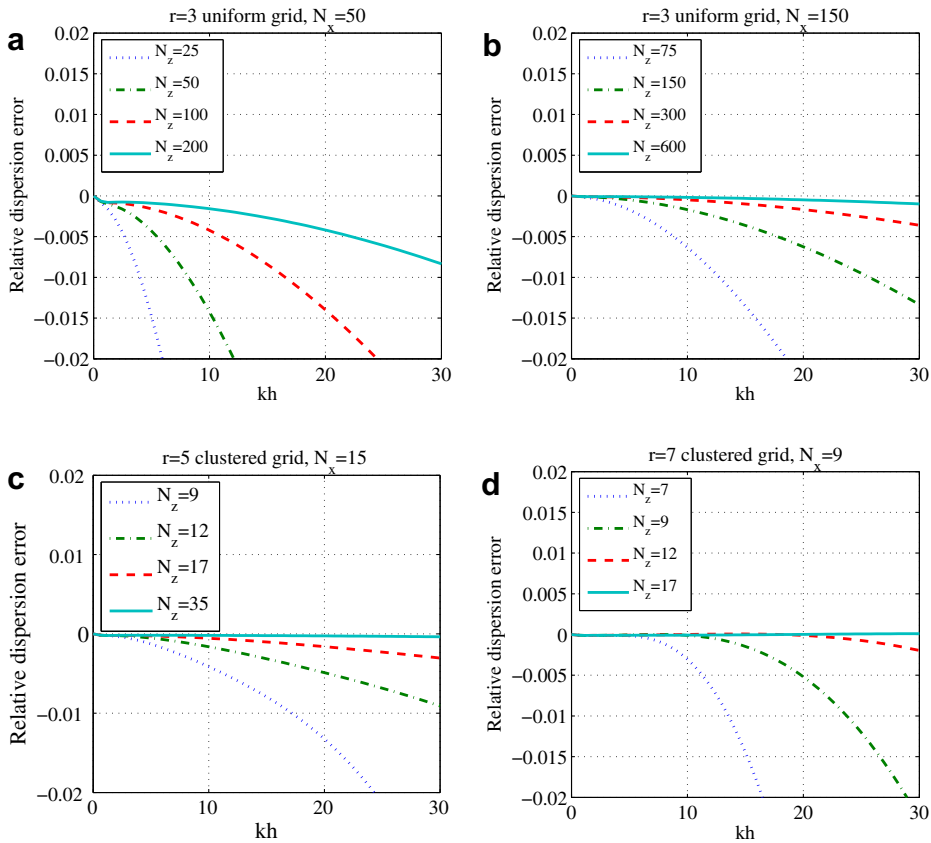 a
r=3 uniform grid, N_x=50
Relative dispersion error
0.02
0.015
0.01
0.005
0
−0.005
−0.01
−0.015
−0.02
N_z=25
N_z=50
N_z=100
N_z=200
0 10 20 30
kh
b
r=3 uniform grid, N_x=150
Relative dispersion error
0.02
0.015
0.01
0.005
0
−0.005
−0.01
−0.015
−0.02
N_z=75
N_z=150
N_z=300
N_z=600
0 10 20 30
kh
c
r=5 clustered grid, N_x=15
Relative dispersion error
0.02
0.01
0
−0.01
−0.02
N_z=9
N_z=12
N_z=17
N_z=35
0 10 20 30
kh
d
r=7 clustered grid, N_x=9
Relative dispersion error
0.02
0.015
0.01
0.005
0
−0.005
−0.01
−0.015
−0.02
N_z=7
N_z=9
N_z=12
N_z=17
0 10 20 30
kh